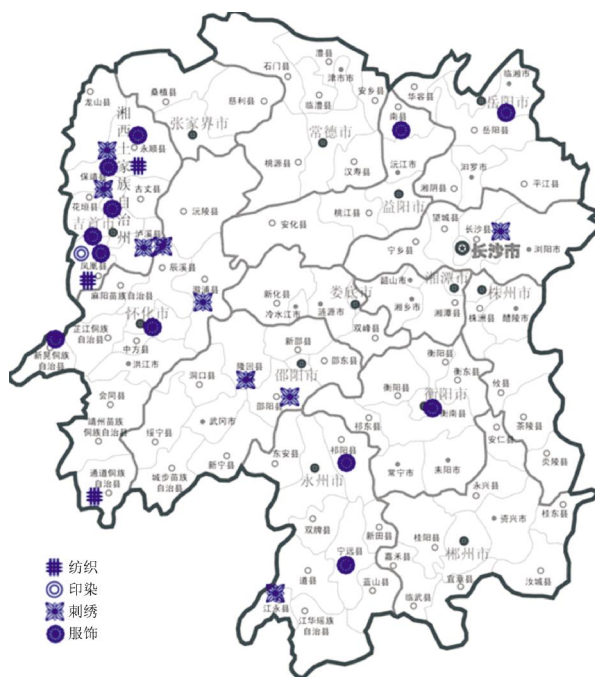 澧县
石门县
临湘市
津市市
龙山县
桑植县
慈利县
安乡县
华容县
岳阳市
临澧县
南县
湘西土家族自治州
张家界市
常德市
岳阳县
永顺县
保靖县
桃源县
汉寿县
沅江市
汨罗市
古丈县
湘阴县
平江县
花垣县
沅陵县
益阳市
桃江县
望城县
吉首市
泸溪县
安化县
长沙县
宁乡县
长沙市
浏阳市
凤凰县
辰溪县
韶山市
湘潭市
麻阳苗族自治县
溆浦县
新化县
娄底市
株洲市
冷水江市
涟源市
湘乡市
湘潭县
株洲县
醴陵市
怀化市
芷江侗族
自治县
双峰县
新晃侗族
自治县
中方县
新邵县
洪江市
洞口县
隆回县
邵东县
邵阳市
衡阳县
衡东县
攸县
会同县
衡阳县
衡阳市
邵阳县
衡南县
靖州苗族
侗族自治县
绥宁县
武冈市
祁东县
茶陵县
安仁县
东安县
祁阳县
新宁县
炎陵县
通道侗族
自治县
城步苗族
自治县
永州市
常宁市
耒阳市
永兴县
桂东县
双牌县
新田县
桂阳县
资兴市
郴州市
宁远县
嘉禾县
道县
蓝山县
宜章县
汝城县
临武县
江永县
江华瑶族
自治县
纺织
印染
刺绣
服饰